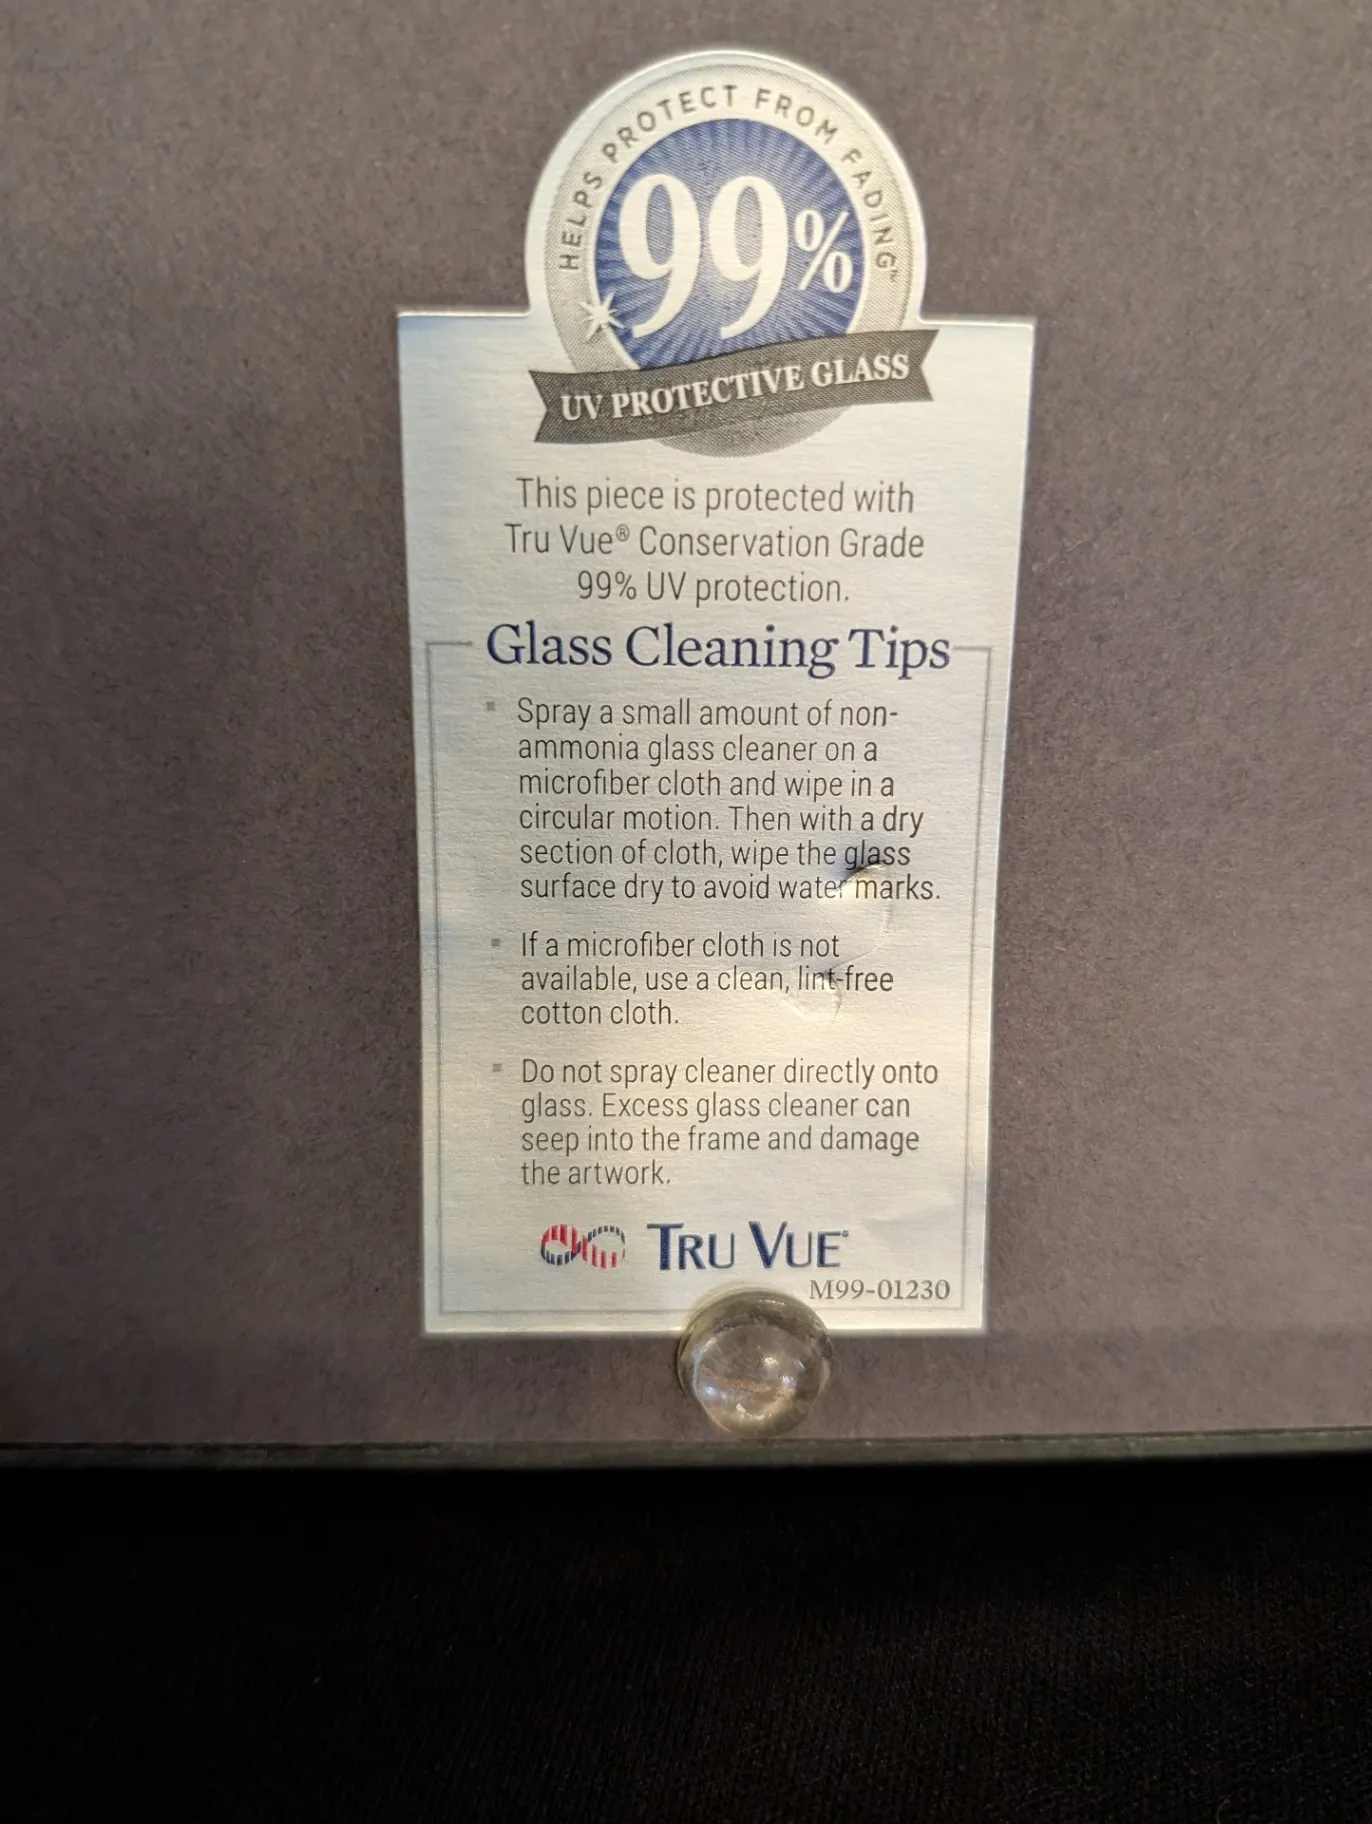 HELPS PROTECT FROM FADING™
99%
UV PROTECTIVE GLASS
This piece is protected with
Tru Vue® Conservation Grade
99% UV protection.
Glass Cleaning Tips
▪ Spray a small amount of non-
ammonia glass cleaner on a
microfiber cloth and wipe in a
circular motion. Then with a dry
section of cloth, wipe the glass
surface dry to avoid water marks.
▪ If a microfiber cloth is not
available, use a clean, lint-free
cotton cloth.
▪ Do not spray cleaner directly onto
glass. Excess glass cleaner can
seep into the frame and damage
the artwork.
TRU VUE®
M99-01230